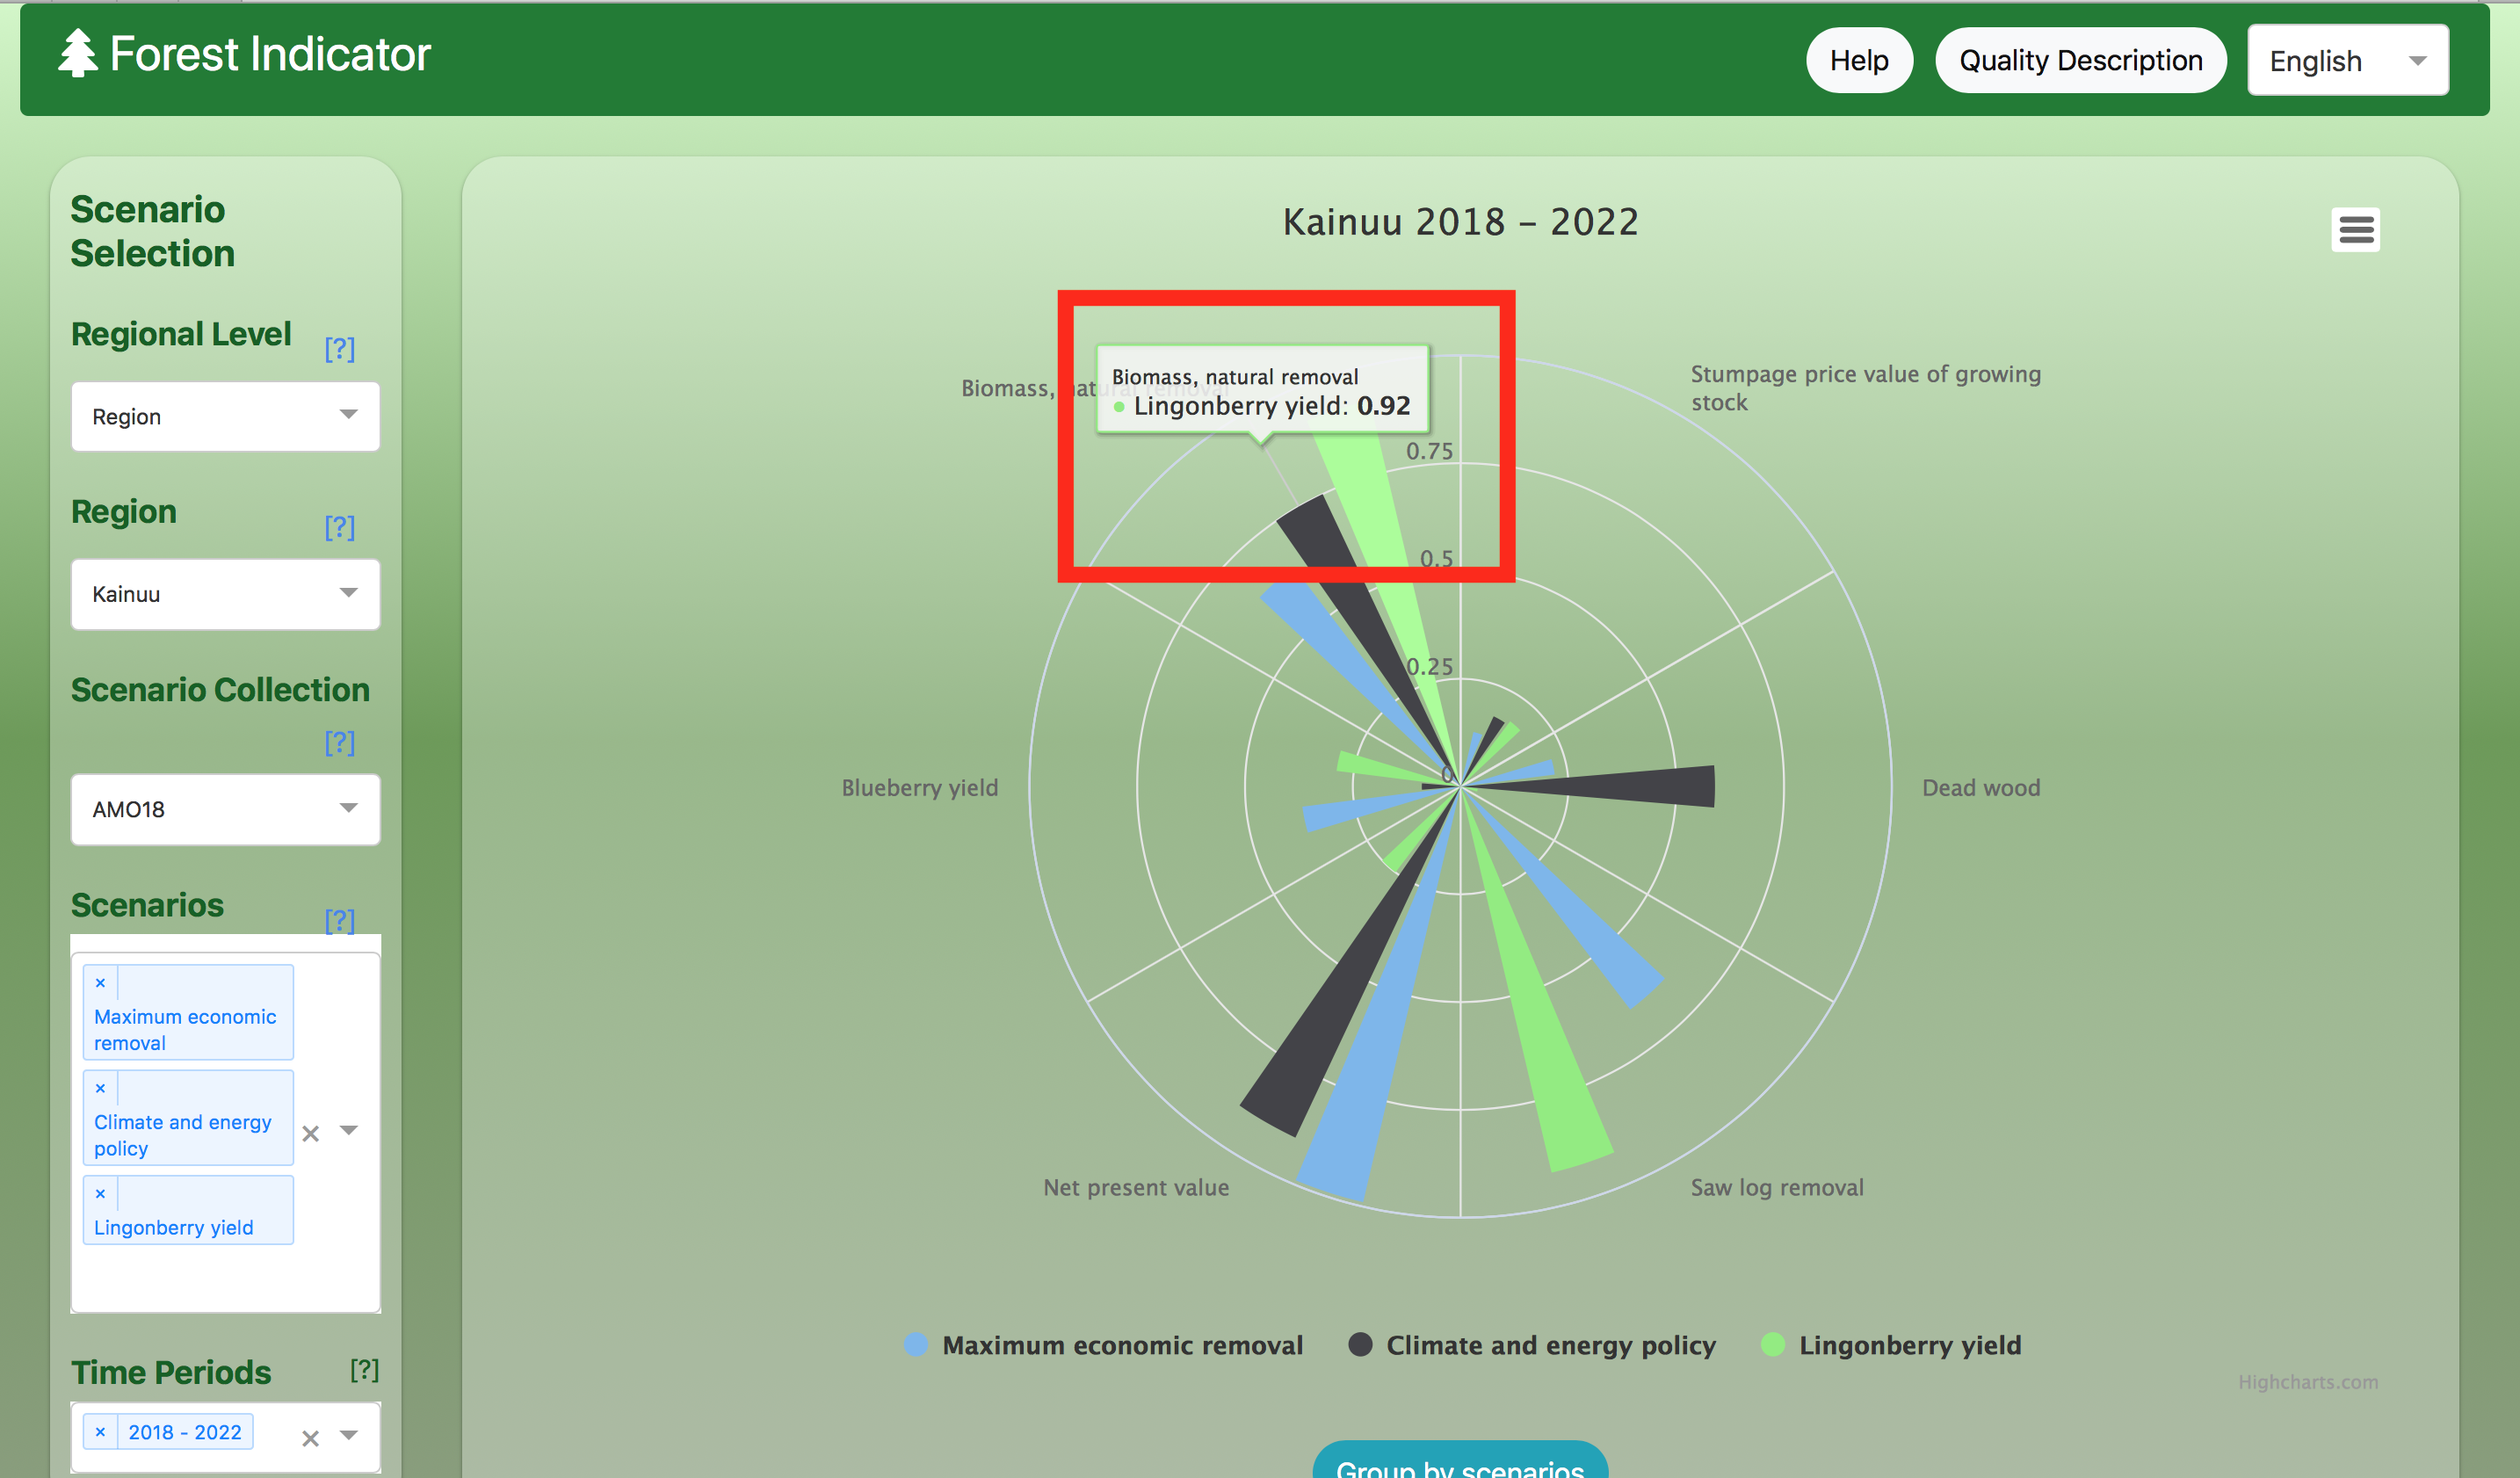 Forest Indicator
Help
Quality Description
English
Scenario
Selection
Regional Level
[?]
Region
Region
[?]
Kainuu
Scenario Collection
[?]
AMO18
Scenarios
[?]
×
Maximum economic
removal
×
Climate and energy
policy
×
Lingonberry yield
Time Periods
[?]
× 2018 - 2022
Kainuu 2018 – 2022
Biomass, natural removal
Biomass, natural removal
Lingonberry yield: 0.92
Stumpage price value of growing
stock
0.75
0.5
0.25
0
Blueberry yield
Dead wood
Net present value
Saw log removal
Maximum economic removal
Climate and energy policy
Lingonberry yield
Highcharts.com
Group by scenarios